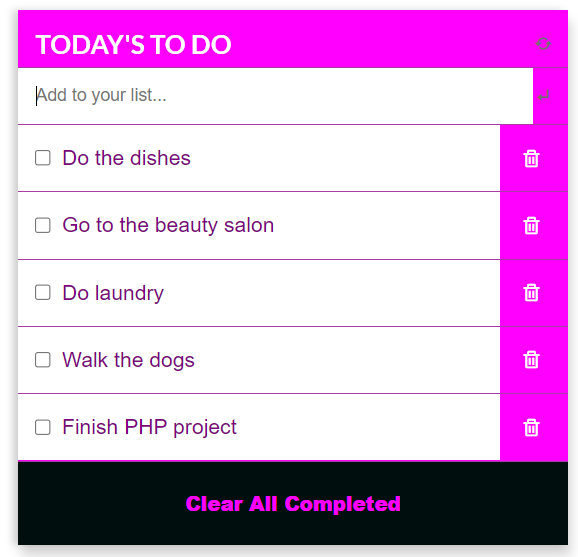 TODAY'S TO DO
Add to your list...
Do the dishes
Go to the beauty salon
Do laundry
Walk the dogs
Finish PHP project
Clear All Completed